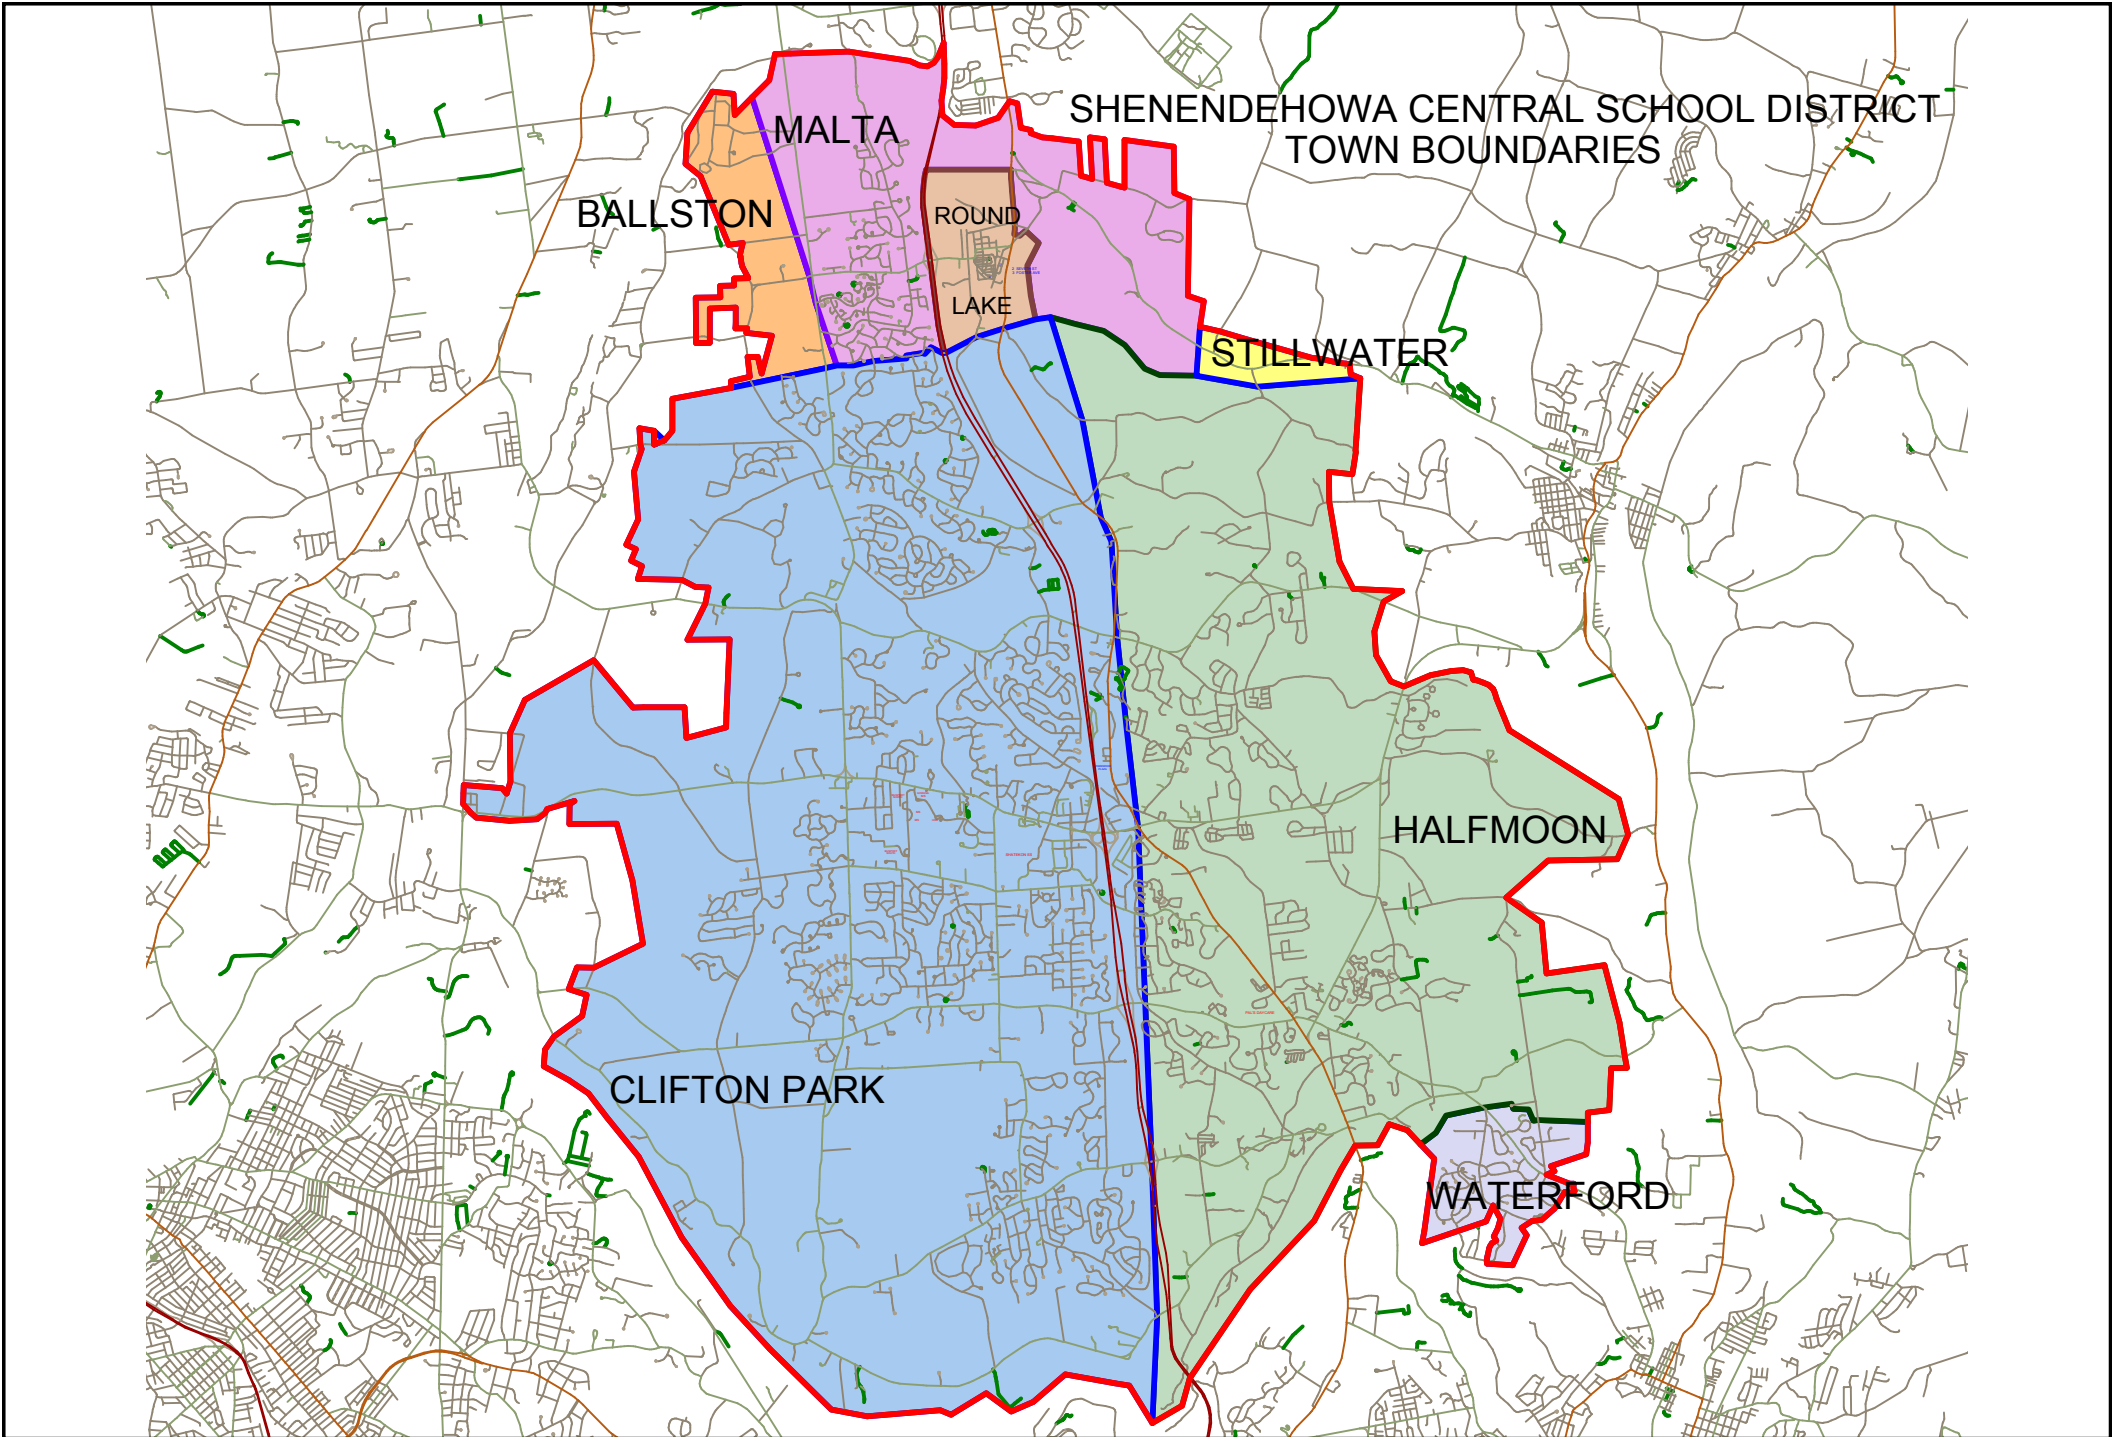 SHENENDEHOWA CENTRAL SCHOOL DISTRICT
TOWN BOUNDARIES
MALTA
BALLSTON
ROUND
LAKE
STILLWATER
HALFMOON
CLIFTON PARK
WATERFORD